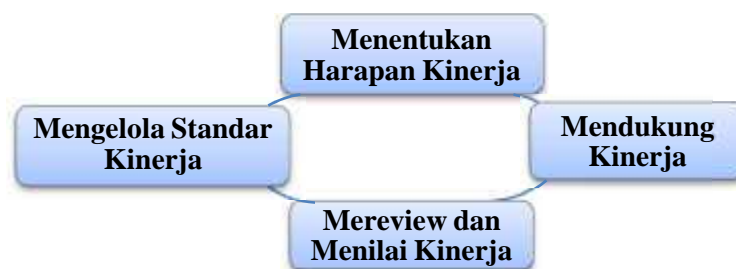 Menentukan
Harapan Kinerja
Mengelola Standar
Kinerja
Mendukung
Kinerja
Mereview dan
Menilai Kinerja